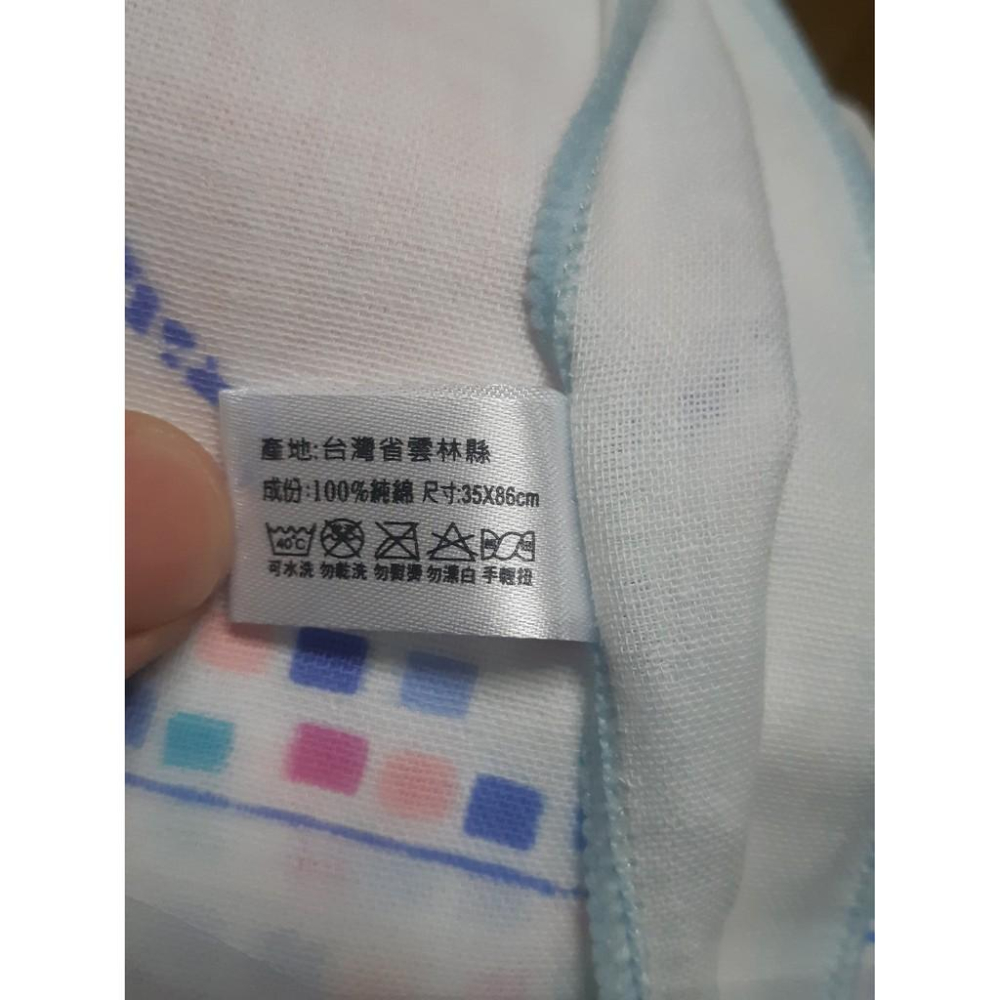 產地:台灣省雲林縣
成份:100%純綿 尺寸:35X86cm
40°C
可水洗 勿乾洗 勿熨燙 勿漂白 手輕扭